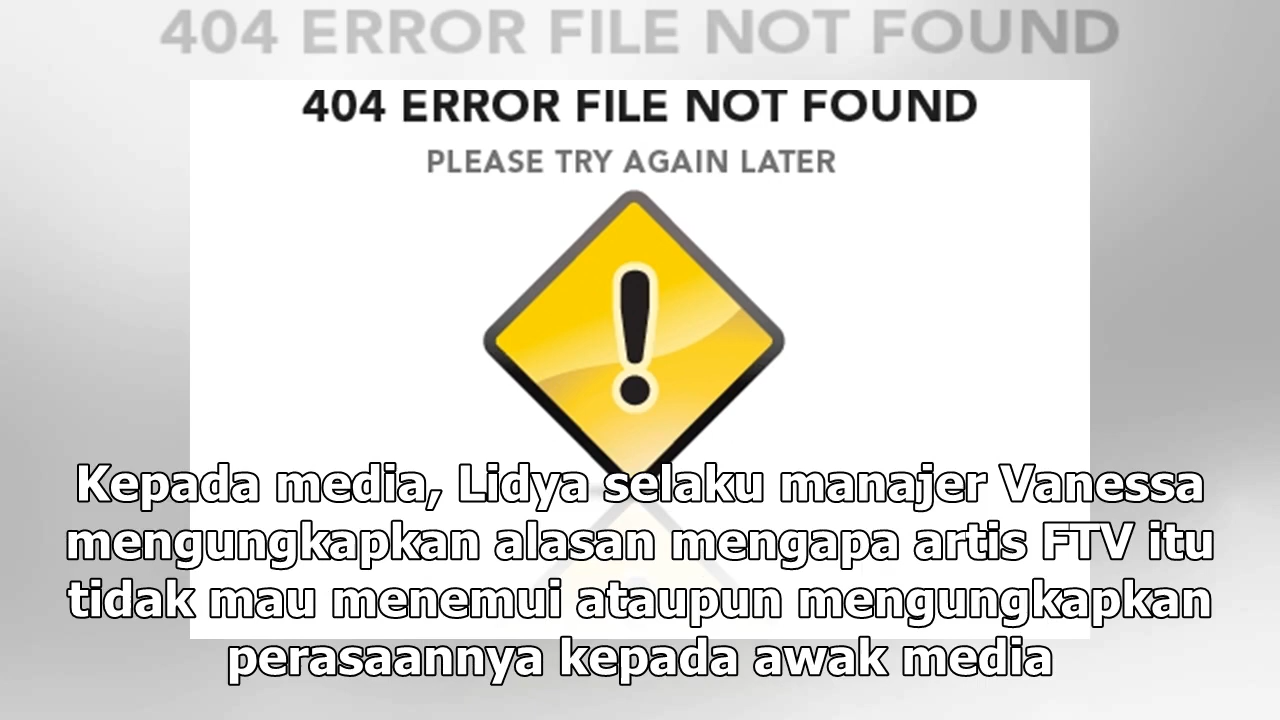 404 ERROR FILE NOT FOUND
404 ERROR FILE NOT FOUND
PLEASE TRY AGAIN LATER
Kepada media, Lidya selaku manajer Vanessa
mengungkapkan alasan mengapa artis FTV itu
tidak mau menemui ataupun mengungkapkan
perasaannya kepada awak media